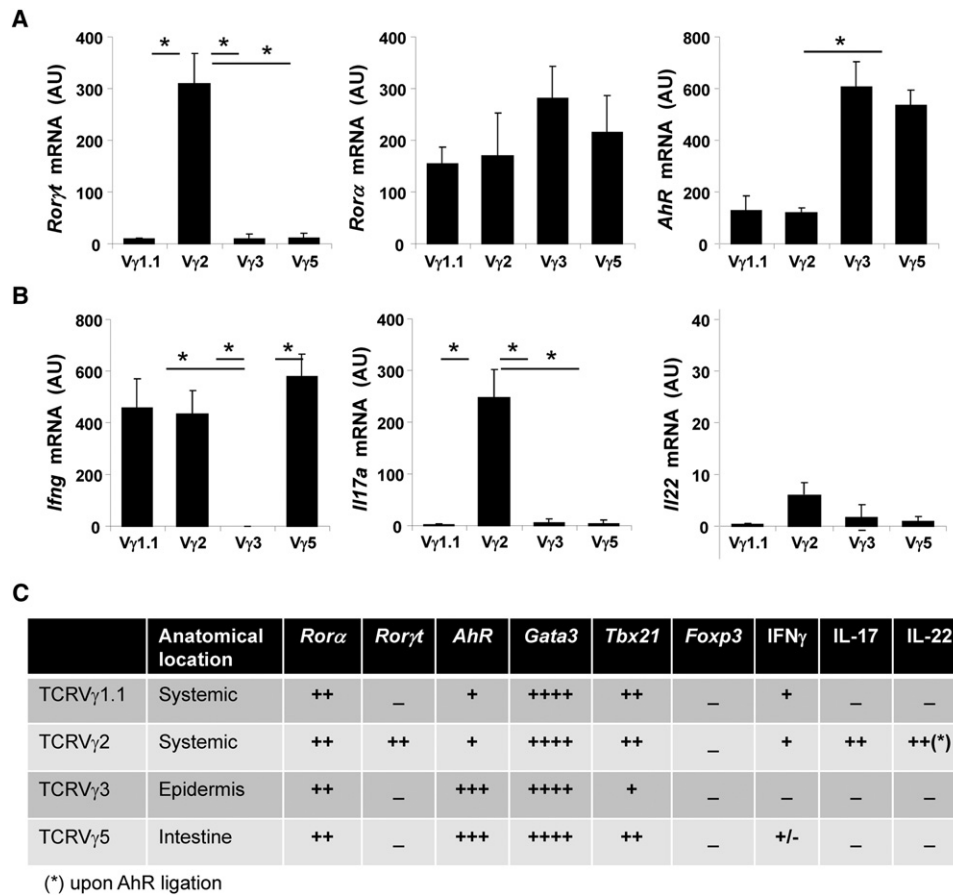 A
* * *
400
300
200
100
0
Rorγt mRNA (AU)
Vγ1.1 Vγ2 Vγ3 Vγ5
400
300
200
100
0
Rorα mRNA (AU)
Vγ1.1 Vγ2 Vγ3 Vγ5
*
800
600
400
200
0
AhR mRNA (AU)
Vγ1.1 Vγ2 Vγ3 Vγ5
B
* * *
800
600
400
200
0
Ifng mRNA (AU)
Vγ1.1 Vγ2 Vγ3 Vγ5
* * *
400
300
200
100
0
Il17a mRNA (AU)
Vγ1.1 Vγ2 Vγ3 Vγ5
40
30
20
10
0
Il22 mRNA (AU)
Vγ1.1 Vγ2 Vγ3 Vγ5
C
Anatomical location Rorα Rorγt AhR Gata3 Tbx21 Foxp3 IFNγ IL-17 IL-22
TCRVγ1.1 Systemic ++ _ + ++++ ++ _ + _ _
TCRVγ2 Systemic ++ ++ + ++++ ++ _ + ++ ++(*)
TCRVγ3 Epidermis ++ _ +++ ++++ + _ _ _ _
TCRVγ5 Intestine ++ _ +++ ++++ ++ _ +/- _ _
(*) upon AhR ligation